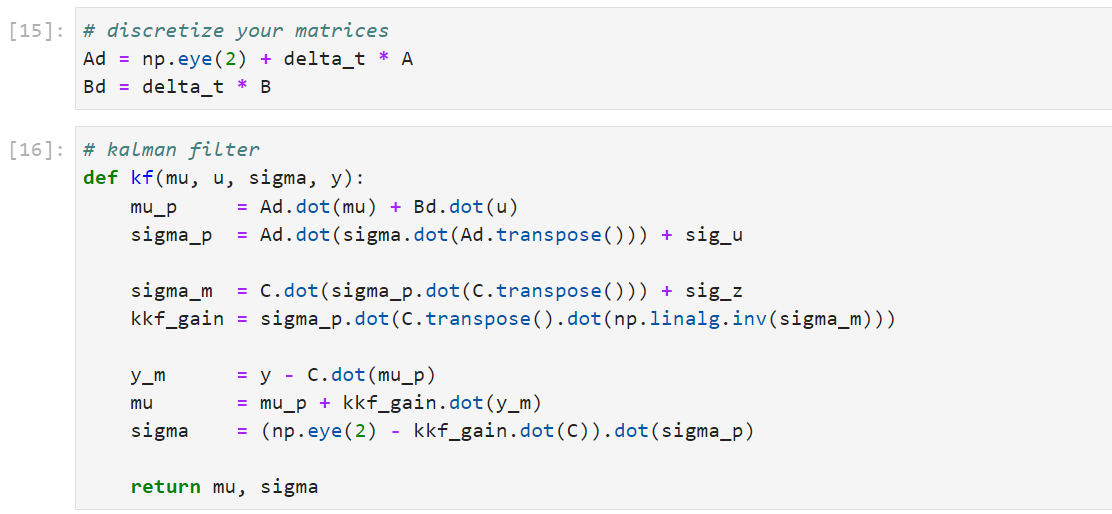 [15]: # discretize your matrices
Ad = np.eye(2) + delta_t * A
Bd = delta_t * B
[16]: # kalman filter
def kf(mu, u, sigma, y):
    mu_p     = Ad.dot(mu) + Bd.dot(u)
    sigma_p  = Ad.dot(sigma.dot(Ad.transpose())) + sig_u
    sigma_m  = C.dot(sigma_p.dot(C.transpose())) + sig_z
    kkf_gain = sigma_p.dot(C.transpose().dot(np.linalg.inv(sigma_m)))
    y_m      = y - C.dot(mu_p)
    mu       = mu_p + kkf_gain.dot(y_m)
    sigma    = (np.eye(2) - kkf_gain.dot(C)).dot(sigma_p)
    return mu, sigma